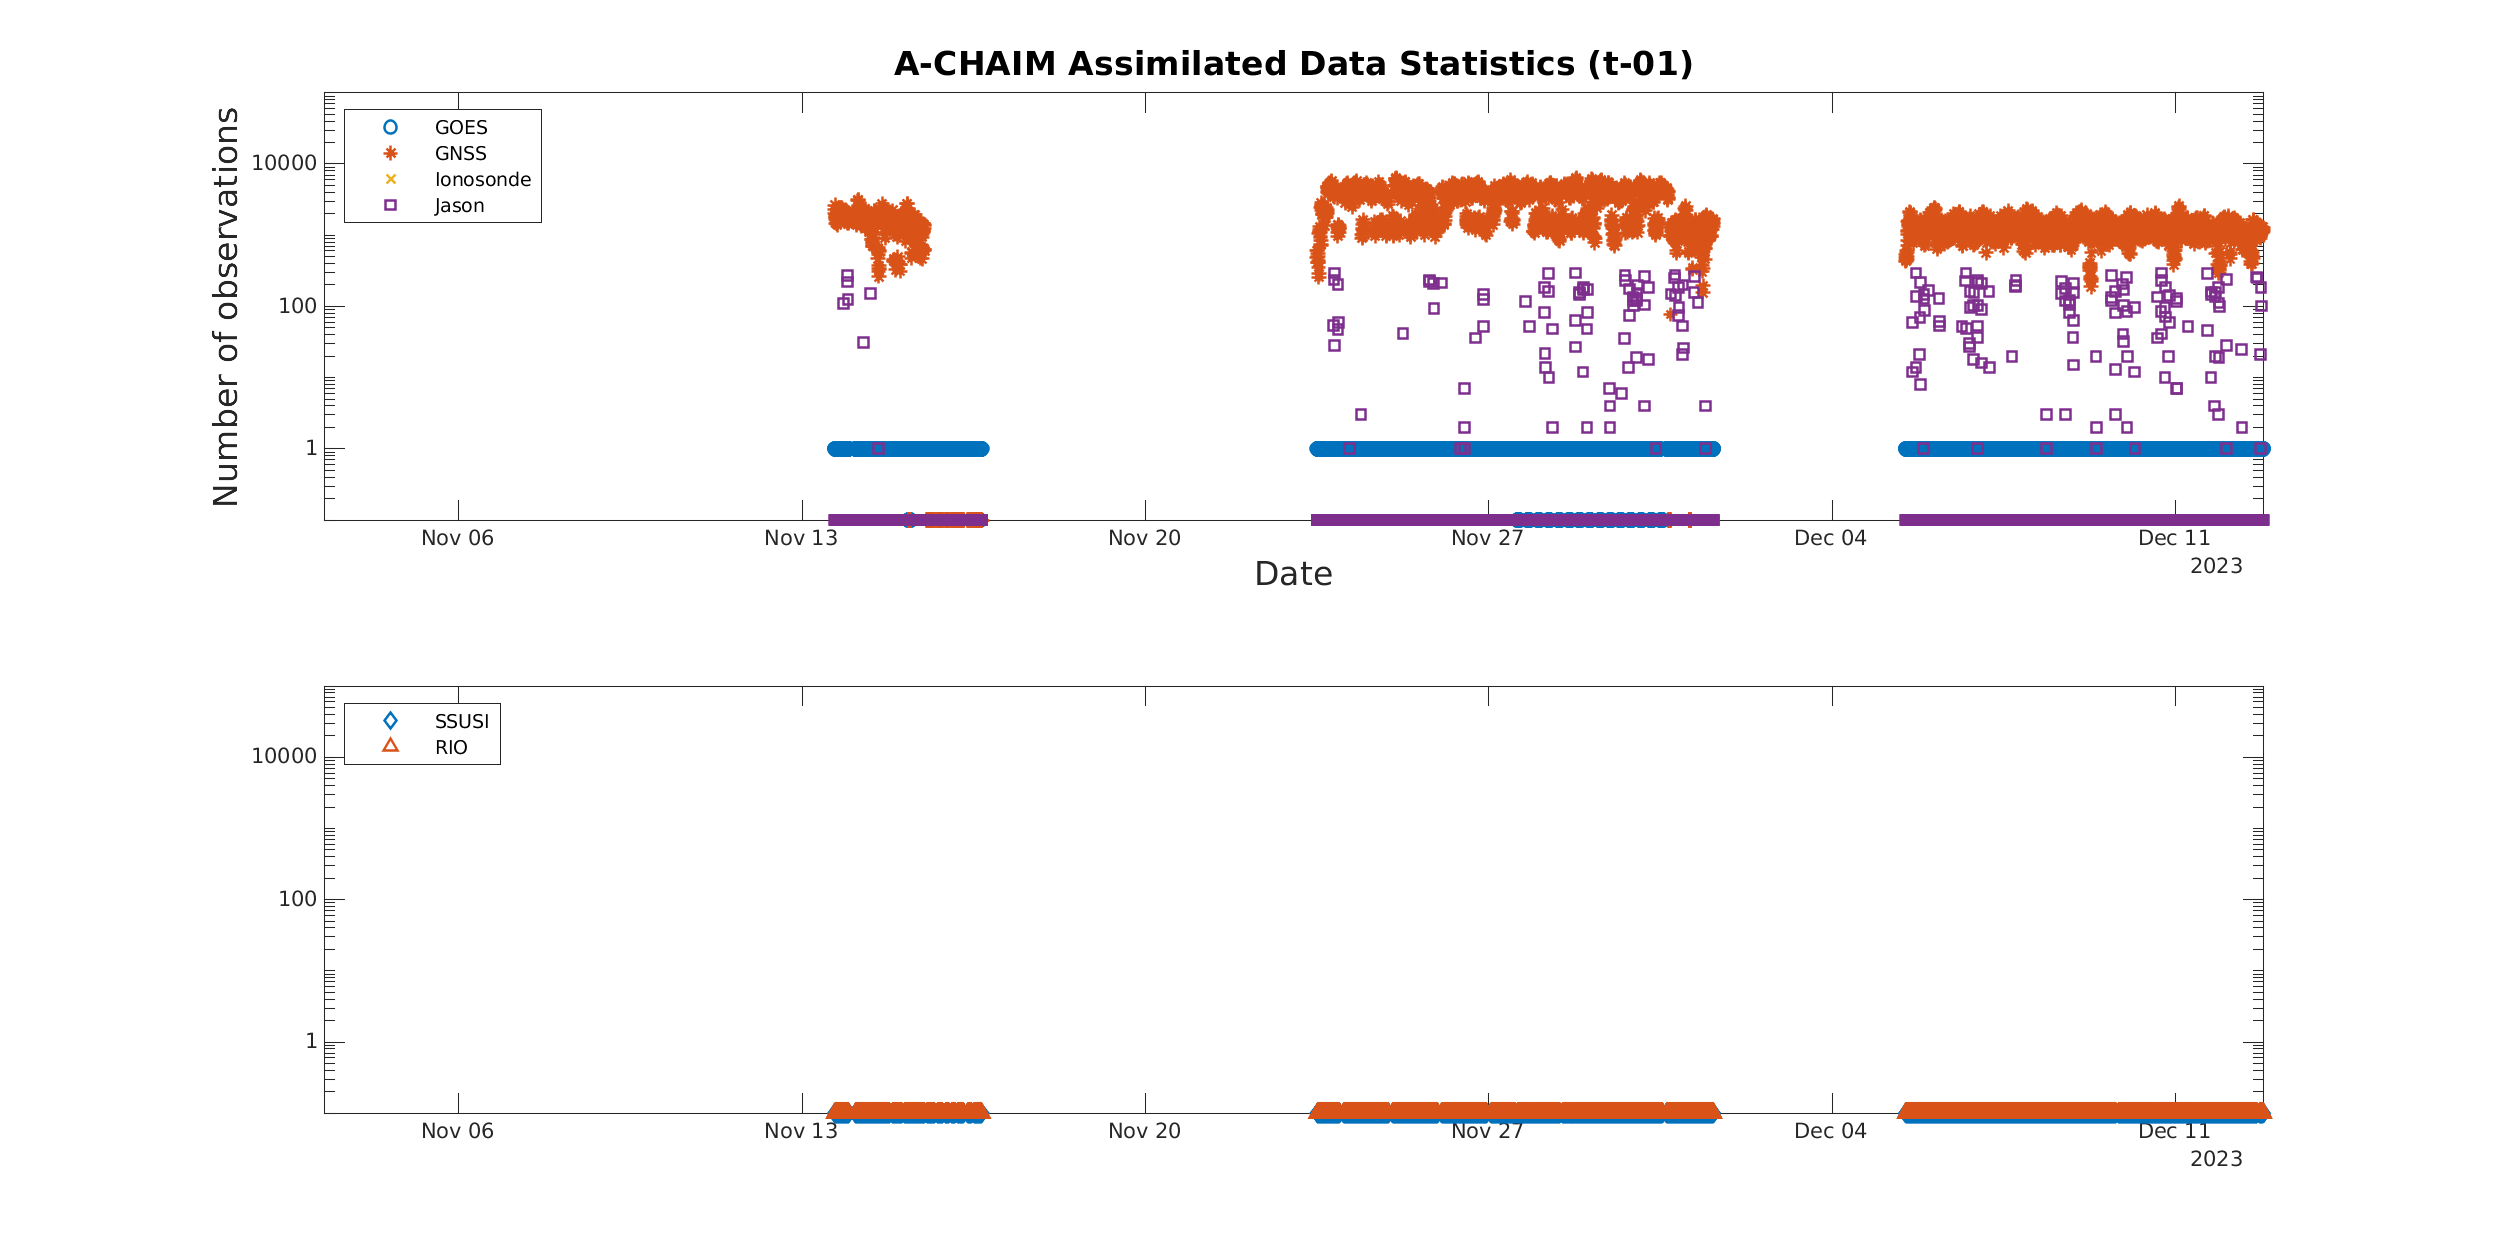 A-CHAIM Assimilated Data Statistics (t-01)
Number of observations
GOES
GNSS
Ionosonde
Jason
10000
100
1
Nov 06
Nov 13
Nov 20
Nov 27
Dec 04
Dec 11
2023
Date
SSUSI
RIO
10000
100
1
Nov 06
Nov 13
Nov 20
Nov 27
Dec 04
Dec 11
2023